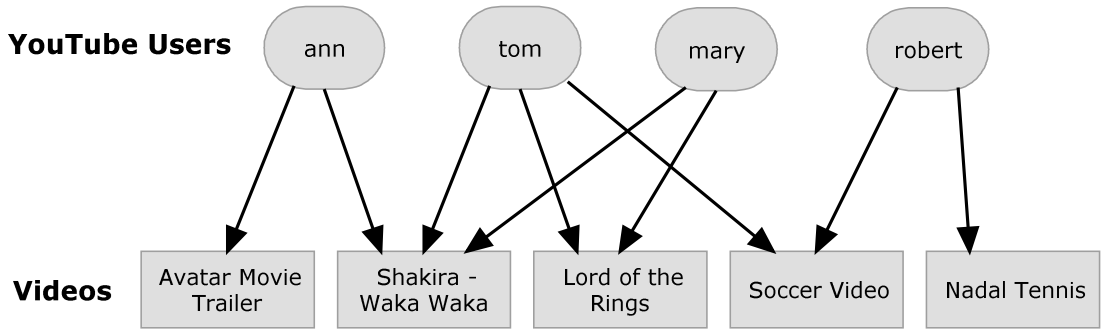 YouTube Users
ann
tom
mary
robert
Videos
Avatar Movie
Trailer
Shakira -
Waka Waka
Lord of the
Rings
Soccer Video
Nadal Tennis